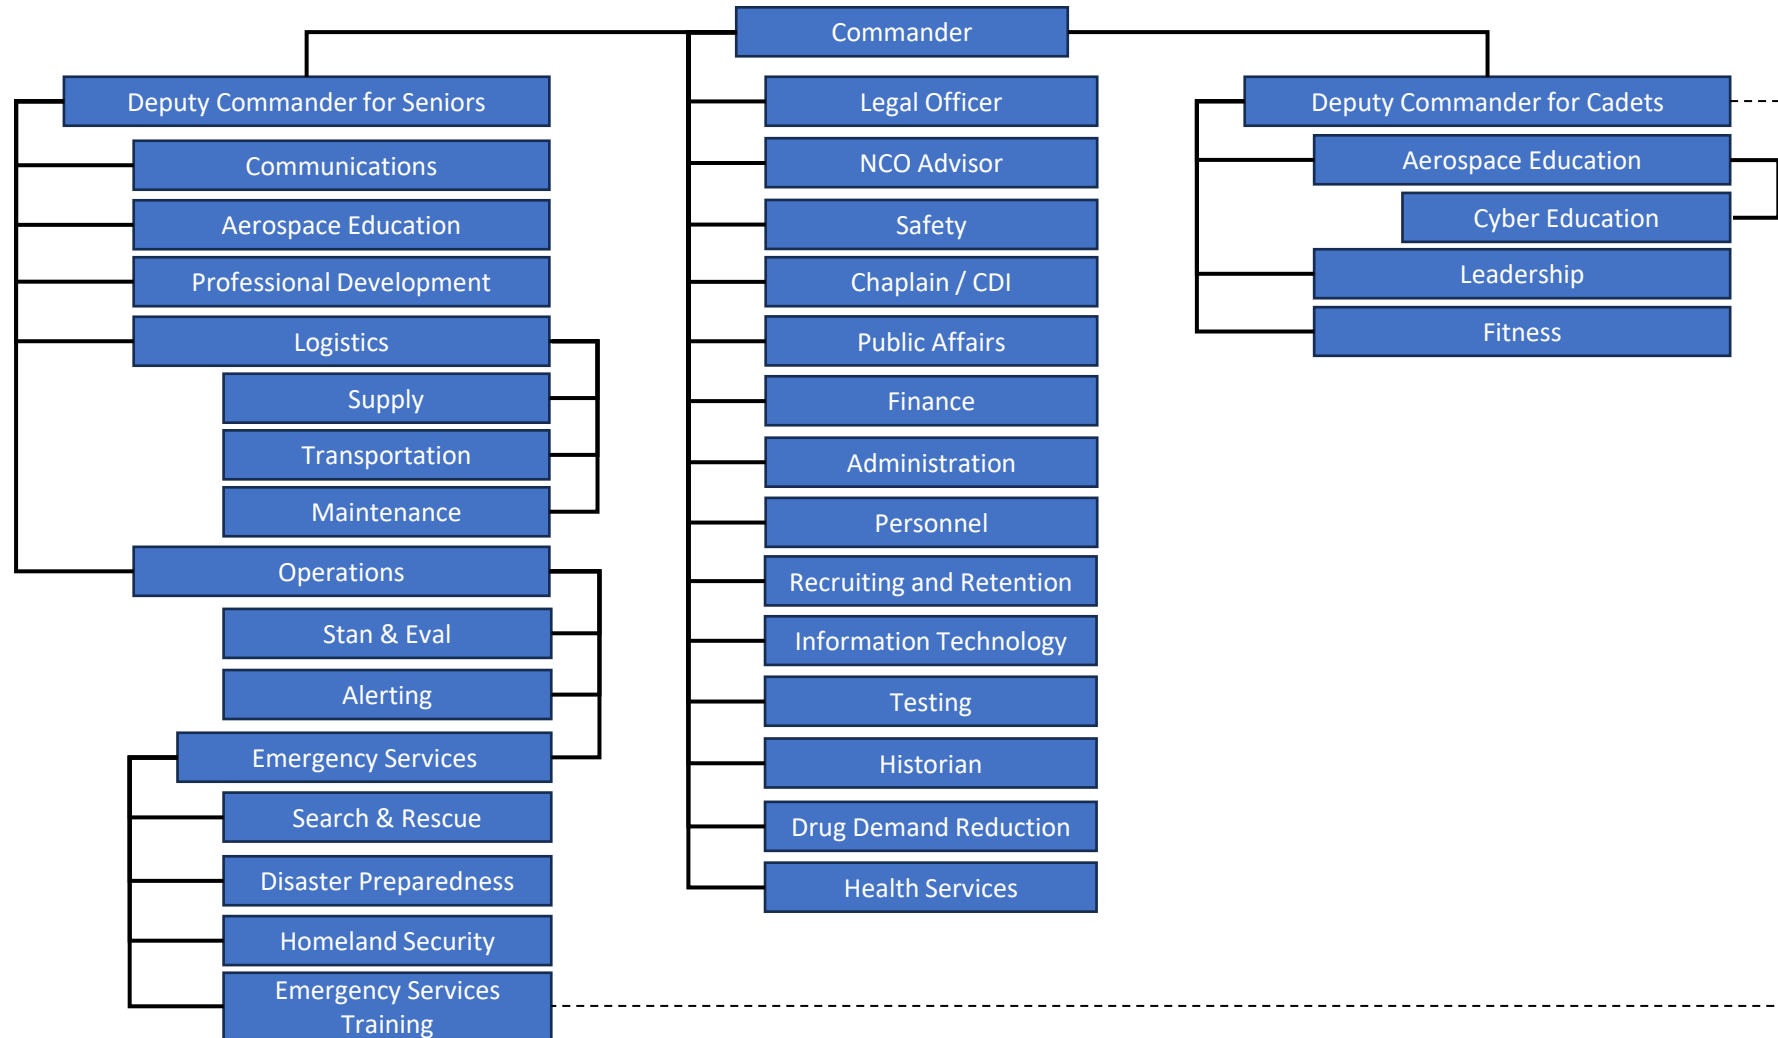 Commander
Deputy Commander for Seniors
Communications
Aerospace Education
Professional Development
Logistics
Supply
Transportation
Maintenance
Operations
Stan & Eval
Alerting
Emergency Services
Search & Rescue
Disaster Preparedness
Homeland Security
Emergency Services
Training
Legal Officer
NCO Advisor
Safety
Chaplain / CDI
Public Affairs
Finance
Administration
Personnel
Recruiting and Retention
Information Technology
Testing
Historian
Drug Demand Reduction
Health Services
Deputy Commander for Cadets
Aerospace Education
Cyber Education
Leadership
Fitness